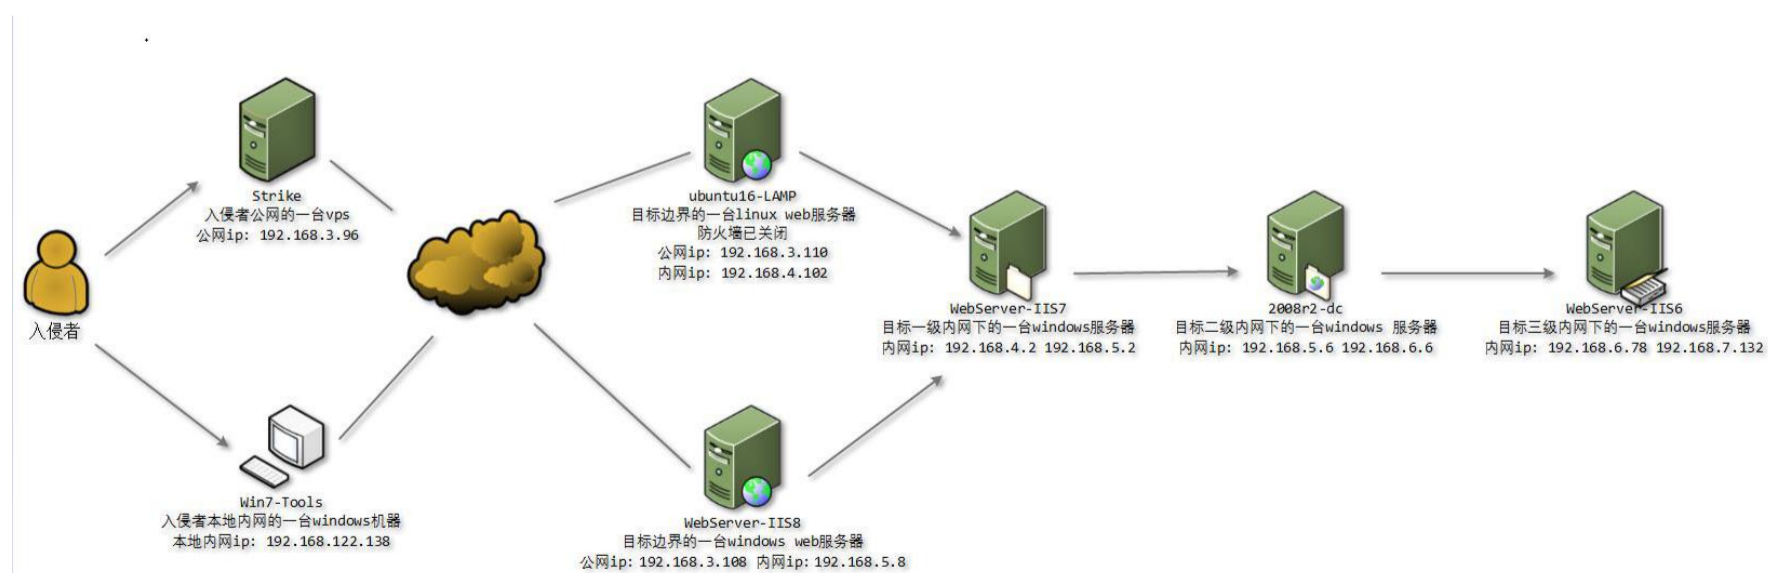 Strike
入侵者公网的一台vps
公网ip: 192.168.3.96
入侵者
Win7-Tools
入侵者本地内网的一台windows机器
本地内网ip: 192.168.122.138
ubuntu16-LAMP
目标边界的一台linux web服务器
防火墙已关闭
公网ip: 192.168.3.110
内网ip: 192.168.4.102
WebServer-IIS8
目标边界的一台windows web服务器
公网ip: 192.168.3.108 内网ip: 192.168.5.8
WebServer-IIS7
目标一级内网下的一台windows服务器
内网ip: 192.168.4.2 192.168.5.2
2008r2-dc
目标二级内网下的一台windows 服务器
内网ip: 192.168.5.6 192.168.6.6
WebServer-IIS6
目标三级内网下的一台windows服务器
内网ip: 192.168.6.78 192.168.7.132